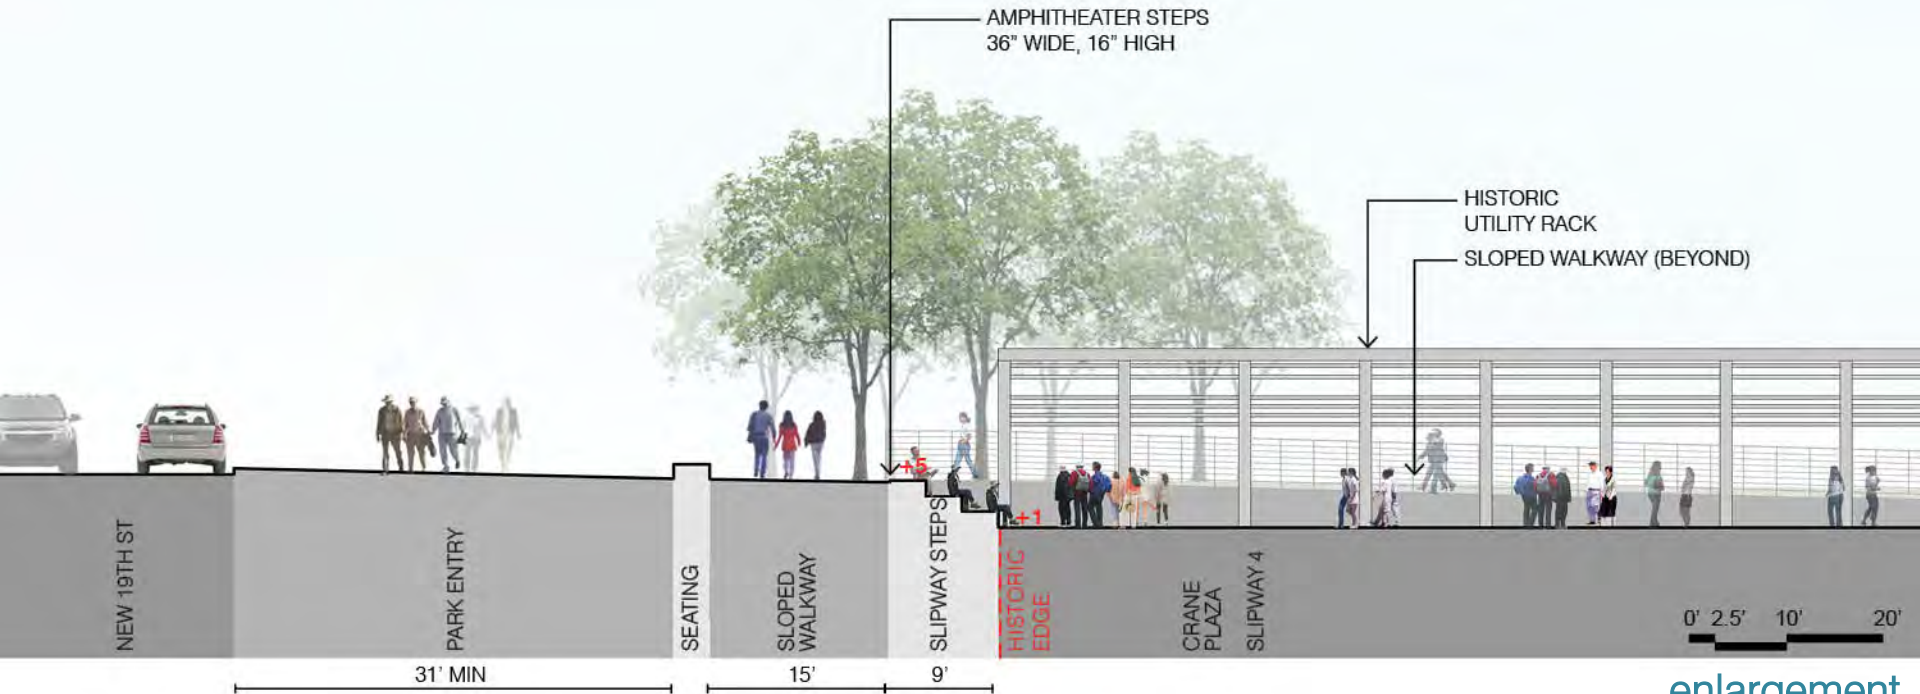 AMPHITHEATER STEPS
36” WIDE, 16” HIGH
HISTORIC
UTILITY RACK
SLOPED WALKWAY (BEYOND)
+5
+1
NEW 19TH ST
PARK ENTRY
SEATING
SLOPED
WALKWAY
SLIPWAY STEPS
HISTORIC
EDGE
CRANE
PLAZA
SLIPWAY 4
0’ 2.5’ 10’ 20’
31’ MIN
15’
9’
enlargement